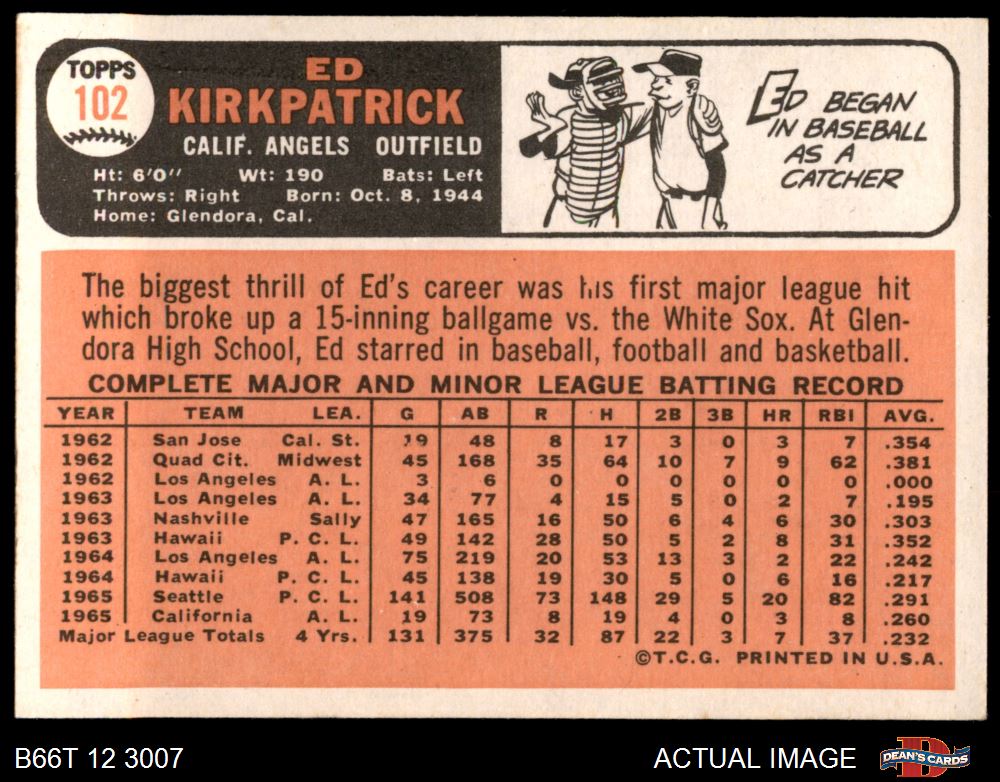 TOPPS
102
ED
KIRKPATRICK
CALIF. ANGELS OUTFIELD
Ht: 6'0" Wt: 190 Bats: Left
Throws: Right Born: Oct. 8, 1944
Home: Glendora, Cal.
ED BEGAN
IN BASEBALL
AS A
CATCHER
The biggest thrill of Ed's career was his first major league hit
which broke up a 15-inning ballgame vs. the White Sox. At Glen-
dora High School, Ed starred in baseball, football and basketball.
COMPLETE MAJOR AND MINOR LEAGUE BATTING RECORD
YEAR TEAM LEA. G AB R H 2B 3B HR RBI AVG.
1962 San Jose Cal. St. 19 48 8 17 3 0 3 7 .354
1962 Quad Cit. Midwest 45 168 35 64 10 7 9 62 .381
1962 Los Angeles A. L. 3 6 0 0 0 0 0 0 .000
1963 Los Angeles A. L. 34 77 4 15 5 0 2 7 .195
1963 Nashville Sally 47 165 16 50 6 4 6 30 .303
1963 Hawaii P. C. L. 49 142 28 50 5 2 8 31 .352
1964 Los Angeles A. L. 75 219 20 53 13 3 2 22 .242
1964 Hawaii P. C. L. 45 138 19 30 5 0 6 16 .217
1965 Seattle P. C. L. 141 508 73 148 29 5 20 82 .291
1965 California A. L. 19 73 8 19 4 0 3 8 .260
Major League Totals 4 Yrs. 131 375 32 87 22 3 7 37 .232
©T.C.G. PRINTED IN U.S.A.
B66T 12 3007
ACTUAL IMAGE
DEAN'S CARDS